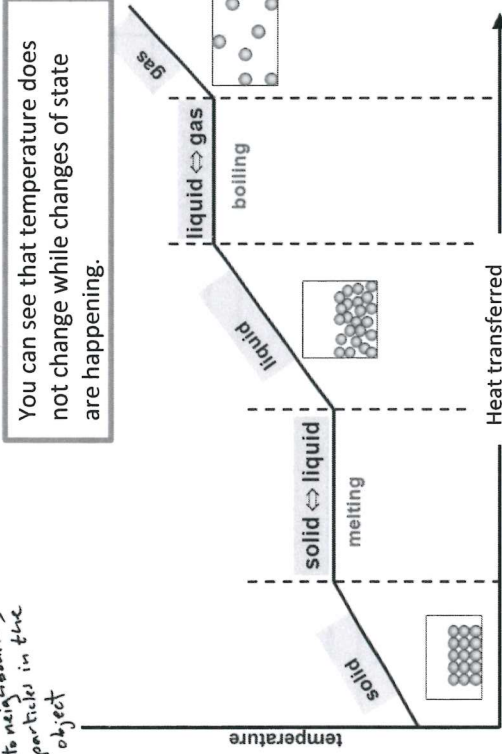 to neighbouring
particles in the
object
You can see that temperature does
not change while changes of state
are happening.
gas
liquid ⇔ gas
boiling
liquid
solid ⇔ liquid
melting
solid
temperature
Heat transferred